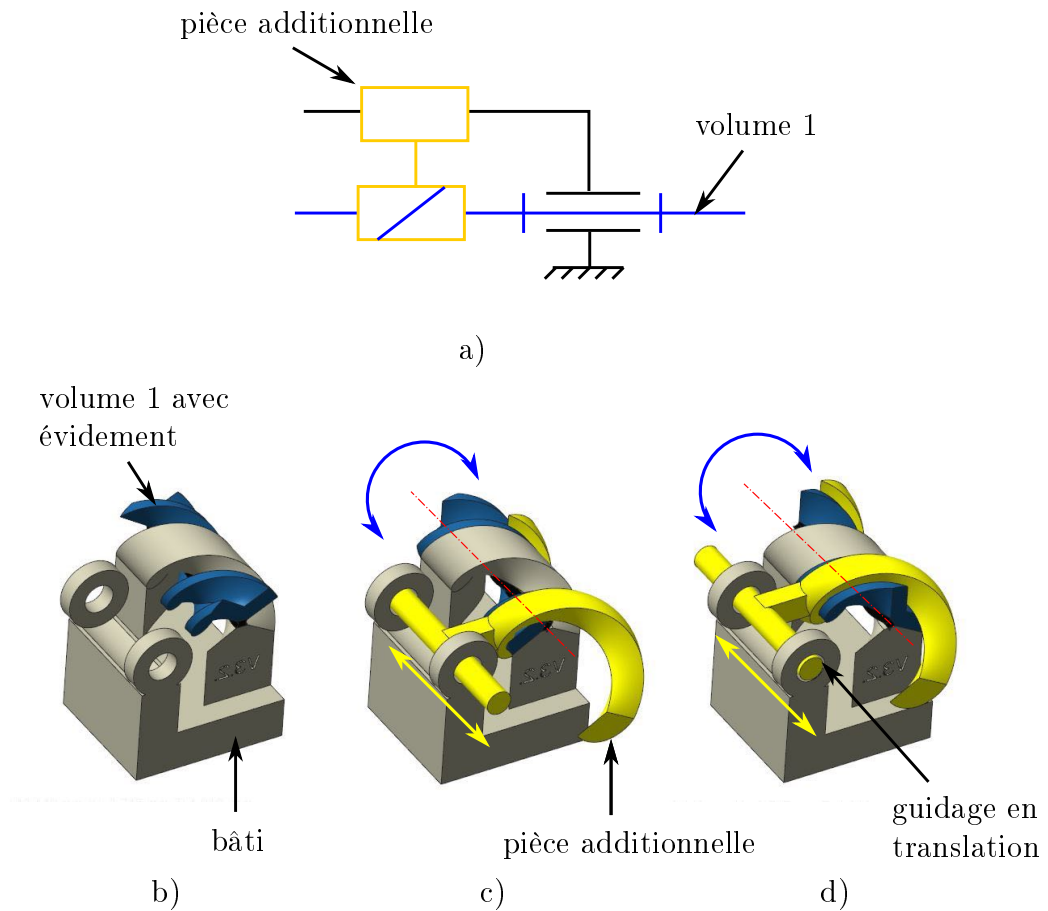 pièce additionnelle
volume 1
a)
volume 1 avec
évidement
bâti
pièce additionnelle
guidage en
translation
b)
c)
d)